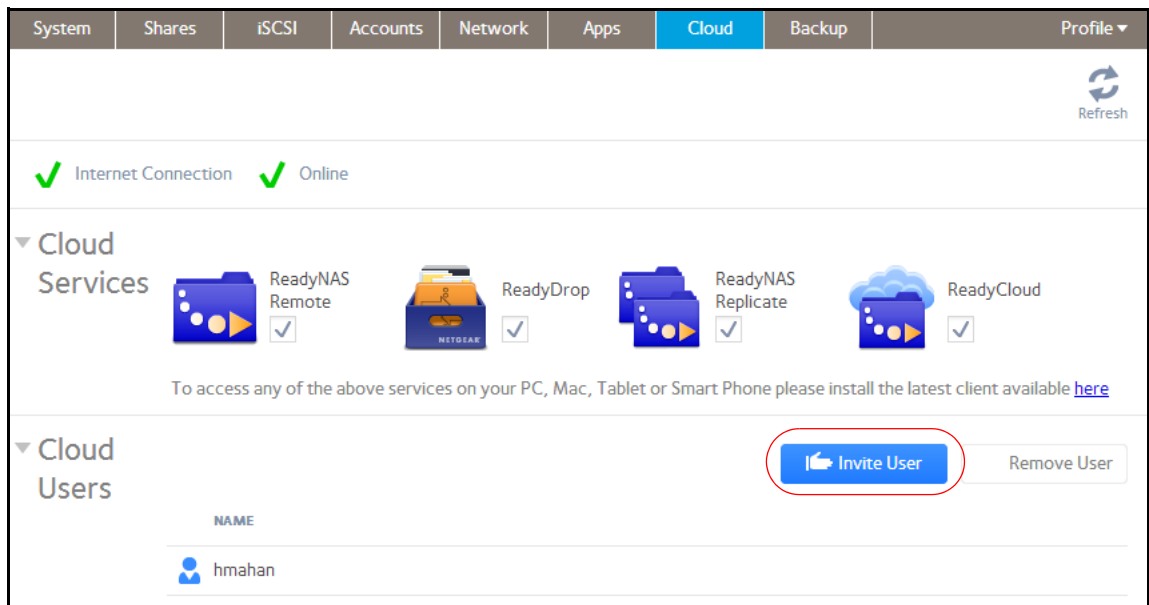 System Shares iSCSI Accounts Network Apps Cloud Backup Profile
Refresh
Internet Connection Online
Cloud Services
ReadyNAS Remote
NETGEAR
ReadyDrop
ReadyNAS Replicate
ReadyCloud
To access any of the above services on your PC, Mac, Tablet or Smart Phone please install the latest client available here
Cloud Users
Invite User Remove User
NAME
hmahan